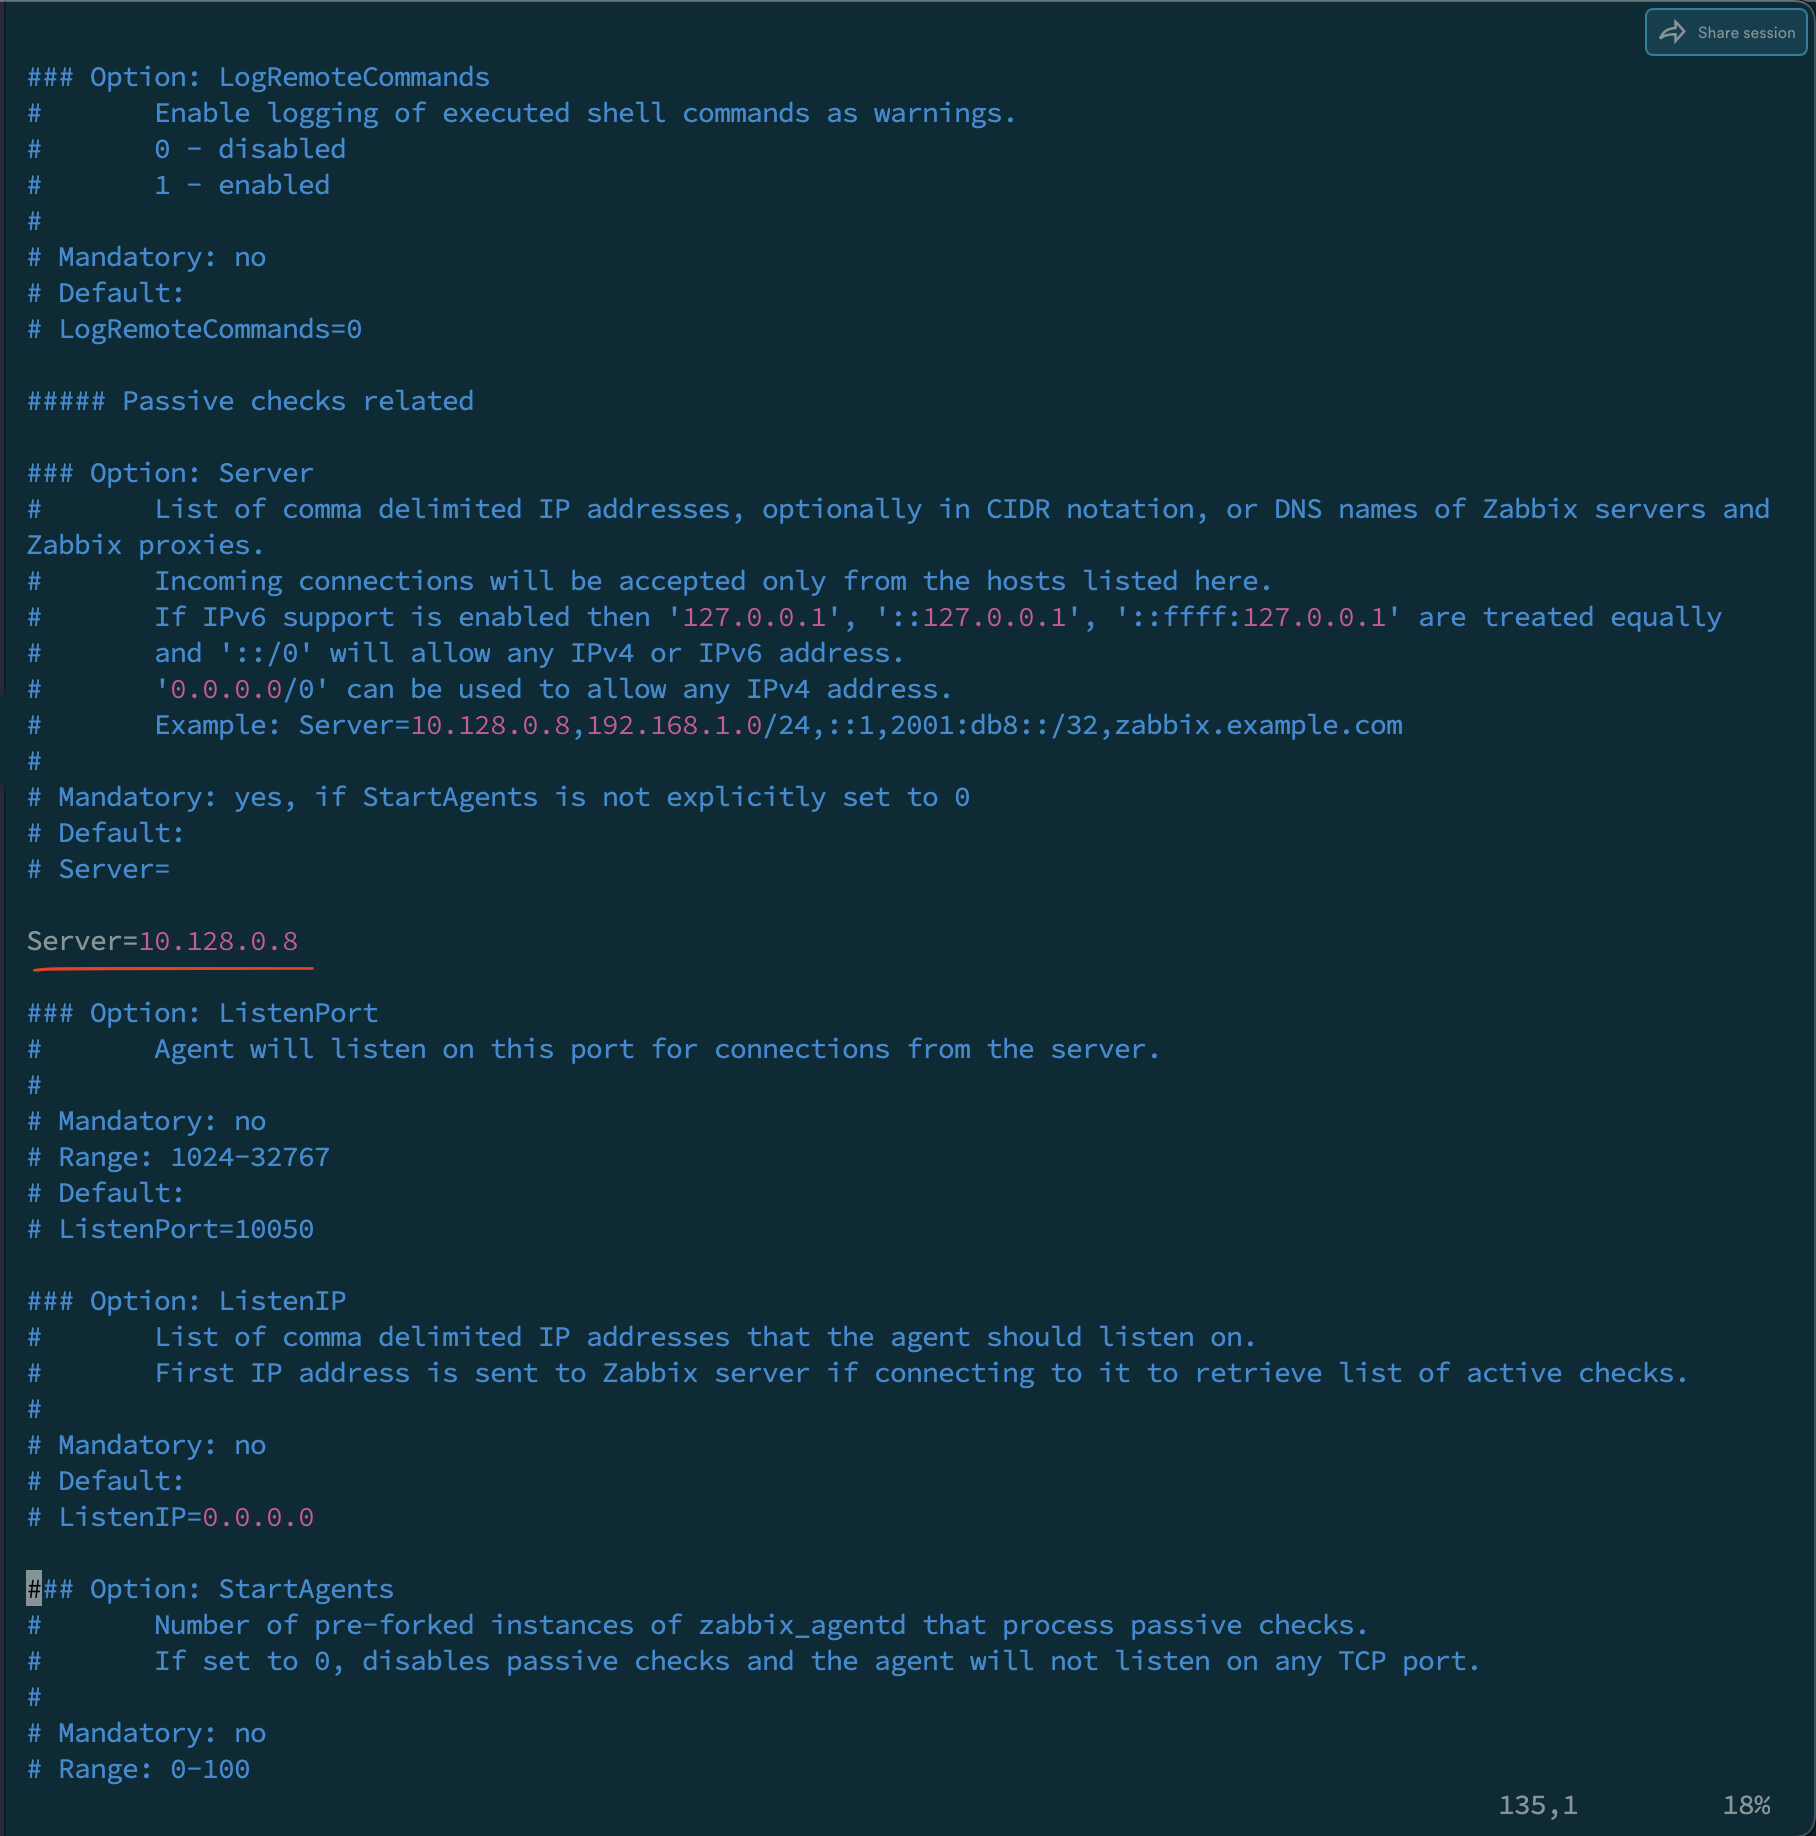 Share session
### Option: LogRemoteCommands
#       Enable logging of executed shell commands as warnings.
#       0 - disabled
#       1 - enabled
#
# Mandatory: no
# Default:
# LogRemoteCommands=0
##### Passive checks related
### Option: Server
#       List of comma delimited IP addresses, optionally in CIDR notation, or DNS names of Zabbix servers and
Zabbix proxies.
#       Incoming connections will be accepted only from the hosts listed here.
#       If IPv6 support is enabled then '127.0.0.1', '::127.0.0.1', '::ffff:127.0.0.1' are treated equally
#       and '::/0' will allow any IPv4 or IPv6 address.
#       '0.0.0.0/0' can be used to allow any IPv4 address.
#       Example: Server=10.128.0.8,192.168.1.0/24,::1,2001:db8::/32,zabbix.example.com
#
# Mandatory: yes, if StartAgents is not explicitly set to 0
# Default:
# Server=
Server=10.128.0.8
### Option: ListenPort
#       Agent will listen on this port for connections from the server.
#
# Mandatory: no
# Range: 1024-32767
# Default:
# ListenPort=10050
### Option: ListenIP
#       List of comma delimited IP addresses that the agent should listen on.
#       First IP address is sent to Zabbix server if connecting to it to retrieve list of active checks.
#
# Mandatory: no
# Default:
# ListenIP=0.0.0.0
### Option: StartAgents
#       Number of pre-forked instances of zabbix_agentd that process passive checks.
#       If set to 0, disables passive checks and the agent will not listen on any TCP port.
#
# Mandatory: no
# Range: 0-100
135,1 18%